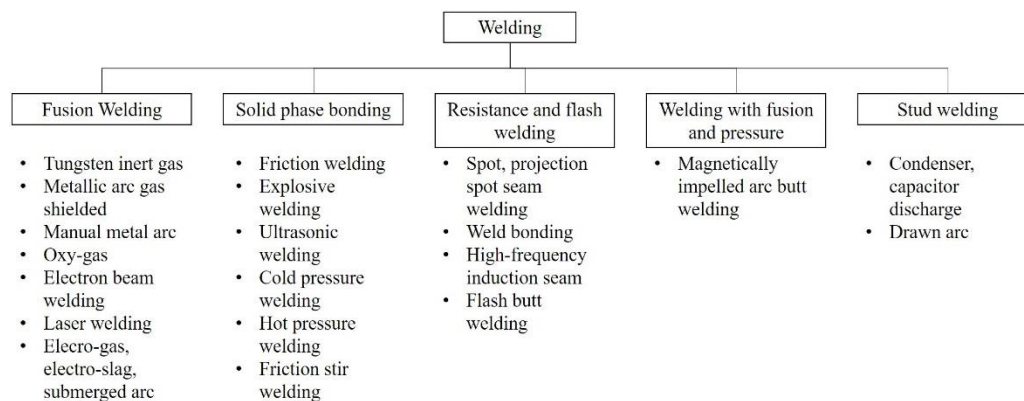 Welding
Fusion Welding
• Tungsten inert gas
• Metallic arc gas
shielded
• Manual metal arc
• Oxy-gas
• Electron beam
welding
• Laser welding
• Elecro-gas,
electro-slag,
submerged arc
Solid phase bonding
• Friction welding
• Explosive
welding
• Ultrasonic
welding
• Cold pressure
welding
• Hot pressure
welding
• Friction stir
welding
Resistance and flash
welding
• Spot, projection
spot seam
welding
• Weld bonding
• High-frequency
induction seam
• Flash butt
welding
Welding with fusion
and pressure
• Magnetically
impelled arc butt
welding
Stud welding
• Condenser,
capacitor
discharge
• Drawn arc